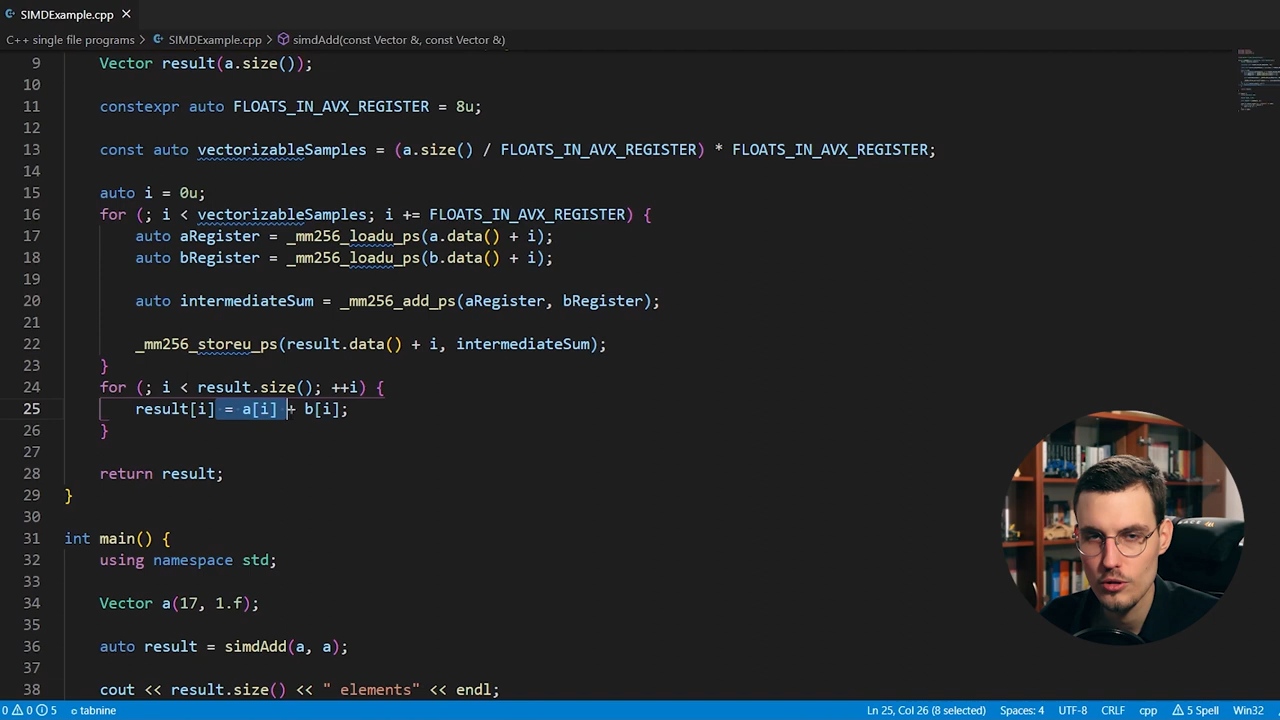 SIMDExample.cpp
C++ single file programs > SIMDExample.cpp > simdAdd(const Vector &, const Vector &)
9 Vector result(a.size());
10
11 constexpr auto FLOATS_IN_AVX_REGISTER = 8u;
12
13 const auto vectorizableSamples = (a.size() / FLOATS_IN_AVX_REGISTER) * FLOATS_IN_AVX_REGISTER;
14
15 auto i = 0u;
16 for (; i < vectorizableSamples; i += FLOATS_IN_AVX_REGISTER) {
17 auto aRegister = _mm256_loadu_ps(a.data() + i);
18 auto bRegister = _mm256_loadu_ps(b.data() + i);
19
20 auto intermediateSum = _mm256_add_ps(aRegister, bRegister);
21
22 _mm256_storeu_ps(result.data() + i, intermediateSum);
23 }
24 for (; i < result.size(); ++i) {
25 result[i] = a[i] + b[i];
26 }
27
28 return result;
29 }
30
31 int main() {
32 using namespace std;
33
34 Vector a(17, 1.f);
35
36 auto result = simdAdd(a, a);
37
38 cout << result.size() << " elements" << endl;
0 0 5 tabnine Ln 25, Col 26 (8 selected) Spaces: 4 UTF-8 CRLF cpp 5 Spell Win32